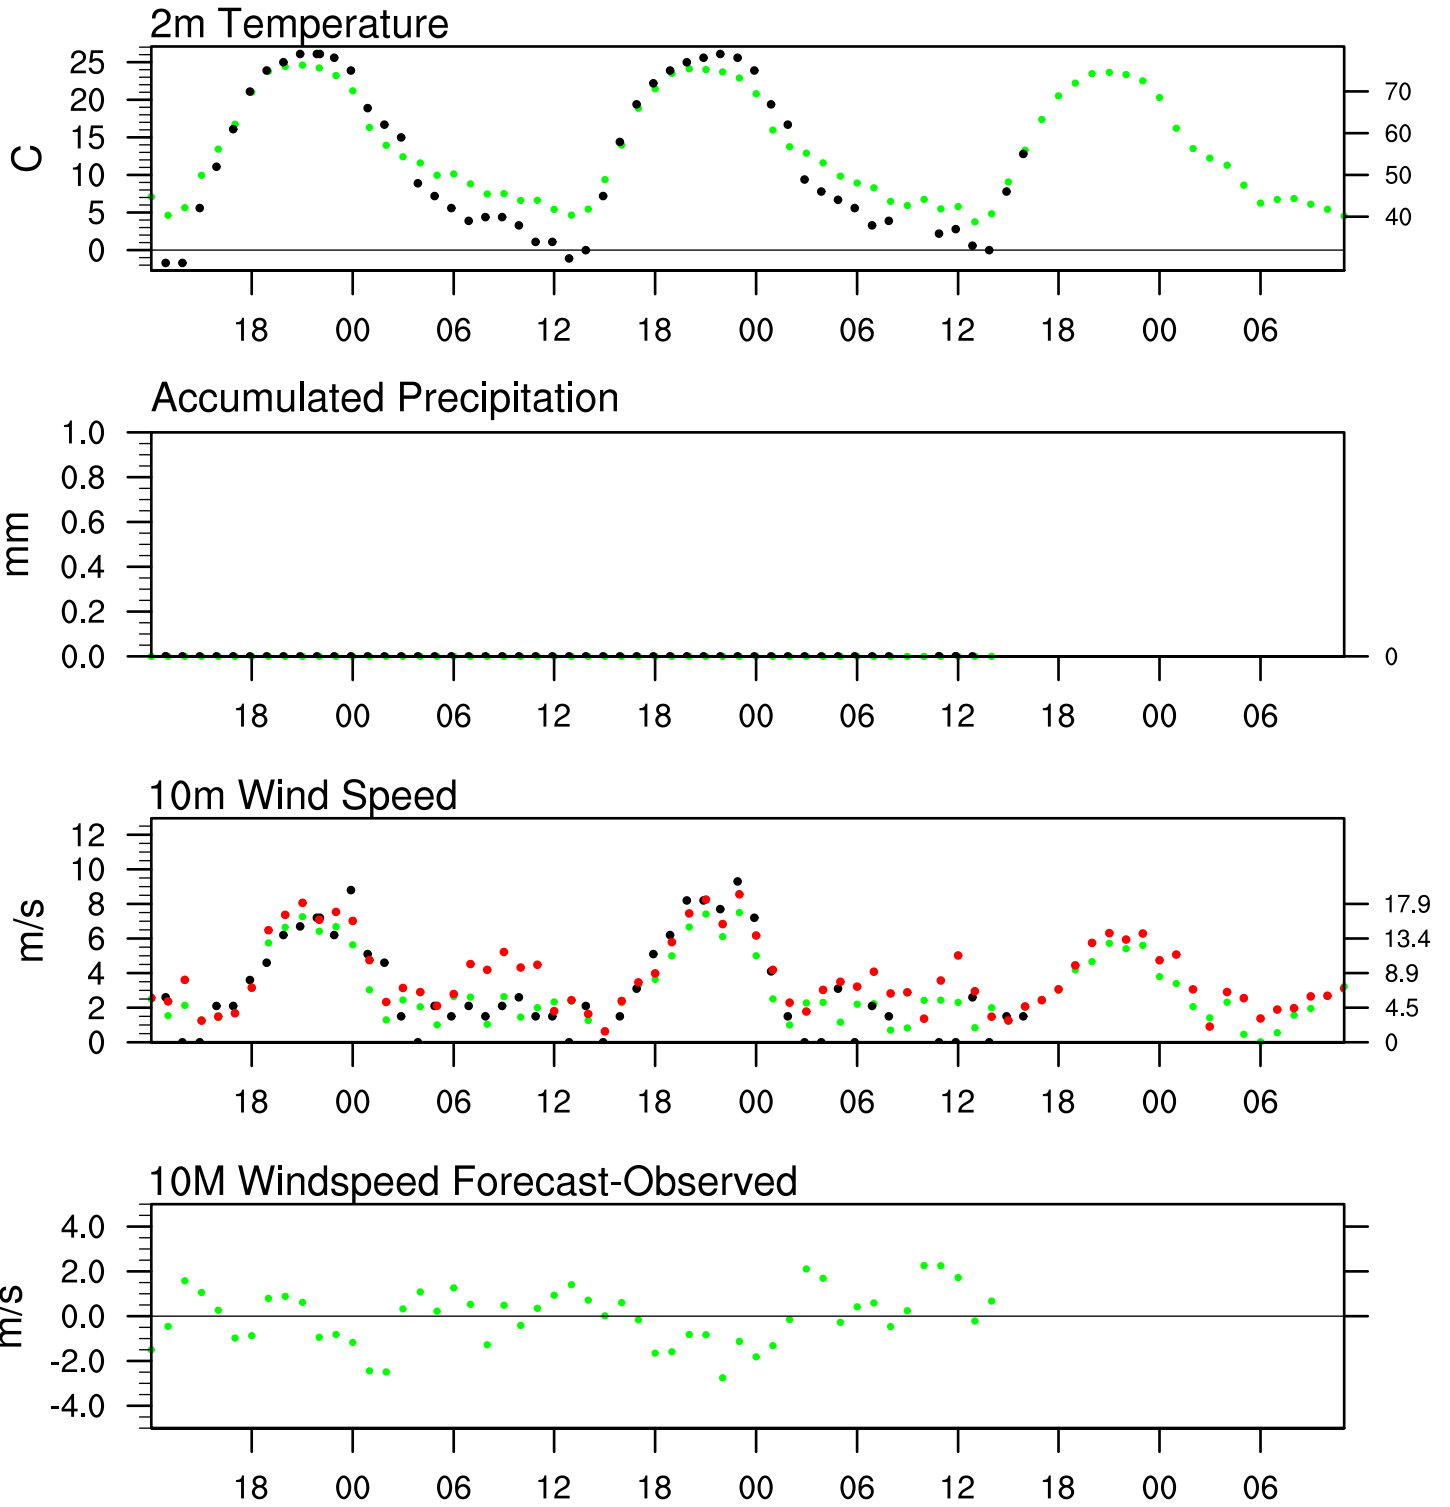 2m Temperature
C
25
20
15
10
5
0
70
60
50
40
18 00 06 12 18 00 06 12 18 00 06
Accumulated Precipitation
mm
1.0
0.8
0.6
0.4
0.2
0.0
0
18 00 06 12 18 00 06 12 18 00 06
10m Wind Speed
m/s
12
10
8
6
4
2
0
17.9
13.4
8.9
4.5
0
18 00 06 12 18 00 06 12 18 00 06
10M Windspeed Forecast-Observed
m/s
4.0
2.0
0.0
-2.0
-4.0
18 00 06 12 18 00 06 12 18 00 06